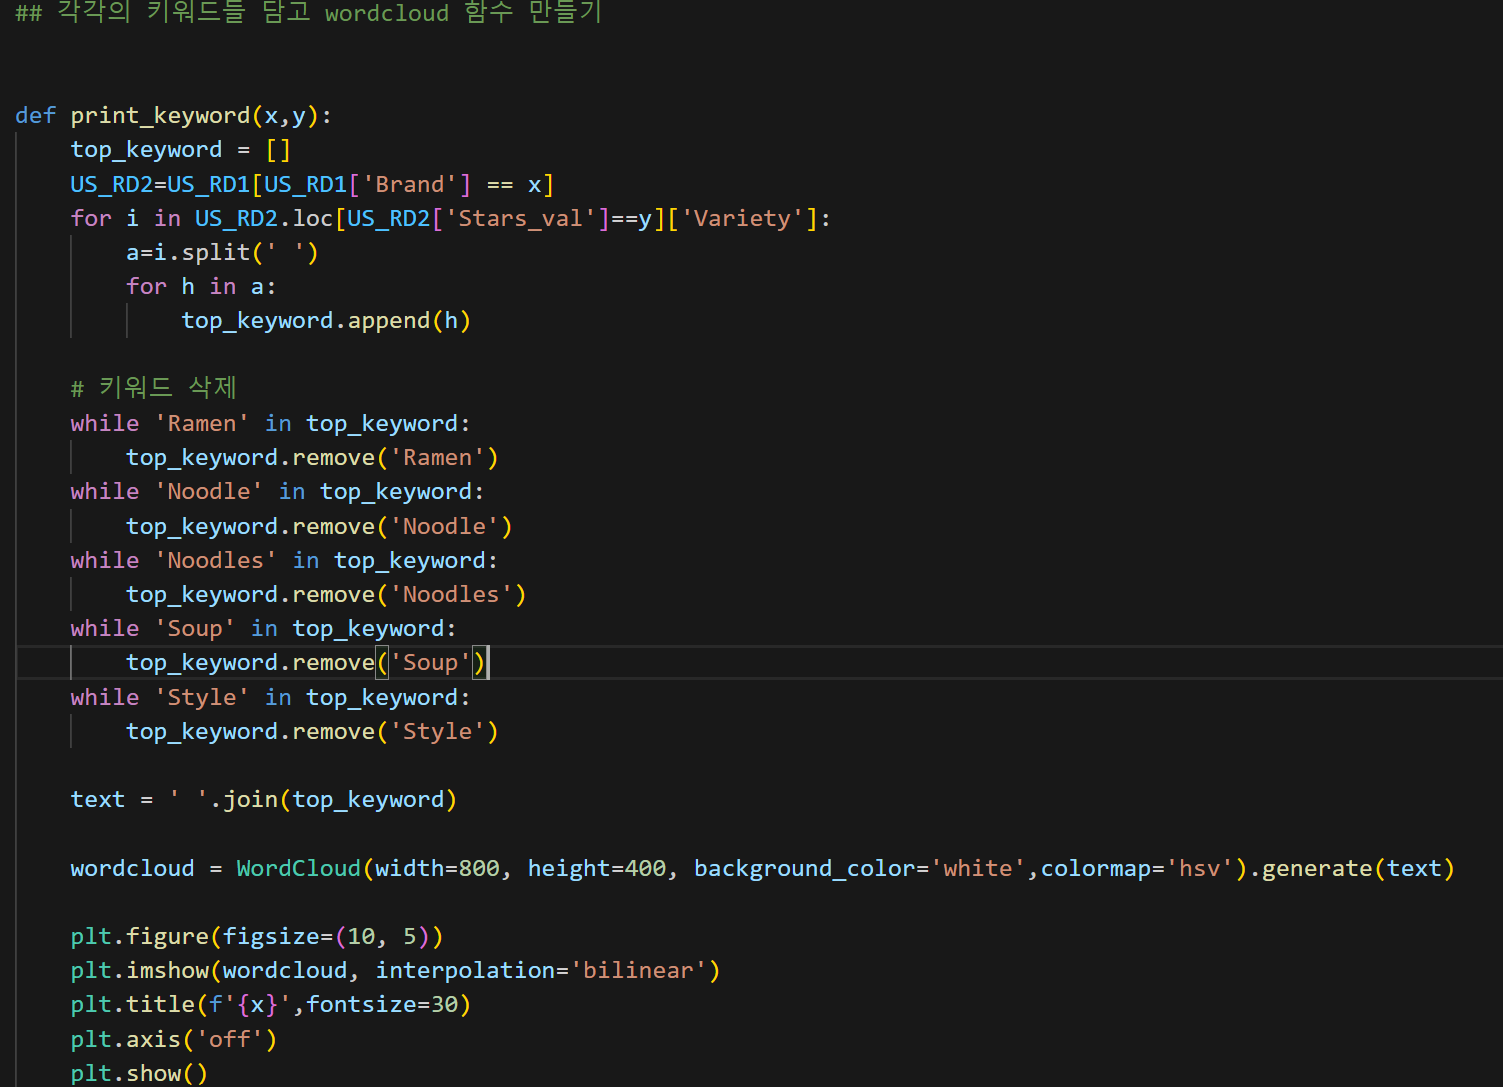 ## 각각의 키워드들 담고 wordcloud 함수 만들기
def print_keyword(x,y):
    top_keyword = []
    US_RD2=US_RD1[US_RD1['Brand'] == x]
    for i in US_RD2.loc[US_RD2['Stars_val']==y]['Variety']:
        a=i.split(' ')
        for h in a:
            top_keyword.append(h)
    # 키워드 삭제
    while 'Ramen' in top_keyword:
        top_keyword.remove('Ramen')
    while 'Noodle' in top_keyword:
        top_keyword.remove('Noodle')
    while 'Noodles' in top_keyword:
        top_keyword.remove('Noodles')
    while 'Soup' in top_keyword:
        top_keyword.remove('Soup')
    while 'Style' in top_keyword:
        top_keyword.remove('Style')
    text = ' '.join(top_keyword)
    wordcloud = WordCloud(width=800, height=400, background_color='white',colormap='hsv').generate(text)
    plt.figure(figsize=(10, 5))
    plt.imshow(wordcloud, interpolation='bilinear')
    plt.title(f'{x}',fontsize=30)
    plt.axis('off')
    plt.show()